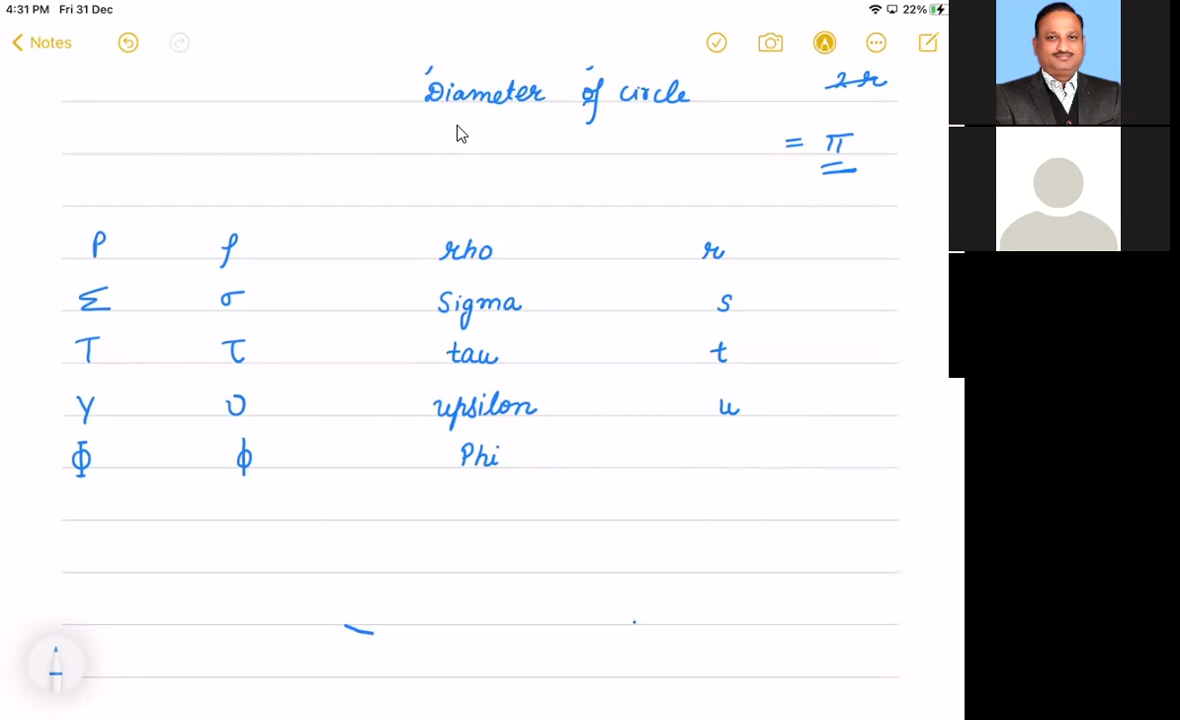 4:31 PM Fri 31 Dec 22%
Notes
Diameter of circle 2r
= π
Ρ ρ rho r
Σ σ Sigma s
Τ τ tau t
Υ υ upsilon u
Φ φ Phi